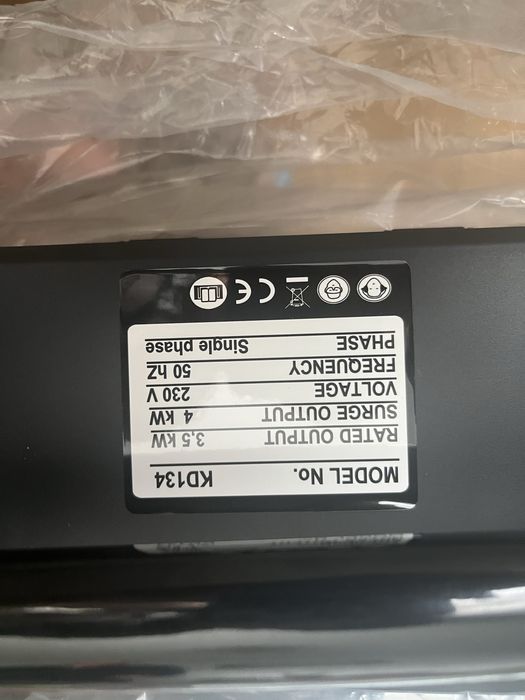 MODEL No. KD134
RATED OUTPUT 3,5 kW
SURGE OUTPUT 4 kW
VOLTAGE 230 V
FREQUENCY 50 hZ
PHASE Single phase
CE